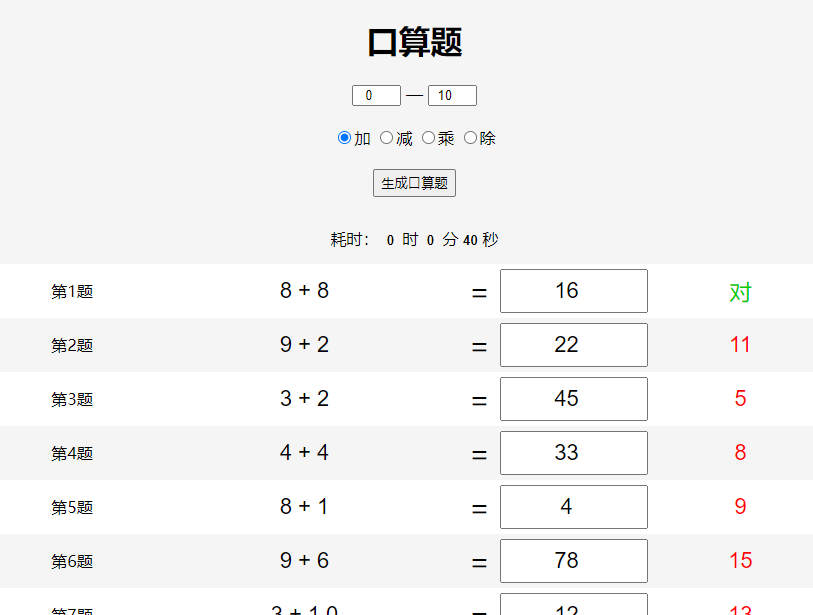 口算题
0 — 10
加 减 乘 除
生成口算题
耗时： 0 时 0 分 40 秒
第1题 8 + 8 = 16 对
第2题 9 + 2 = 22 11
第3题 3 + 2 = 45 5
第4题 4 + 4 = 33 8
第5题 8 + 1 = 4 9
第6题 9 + 6 = 78 15
第7题 3 + 1 0 = 12 13